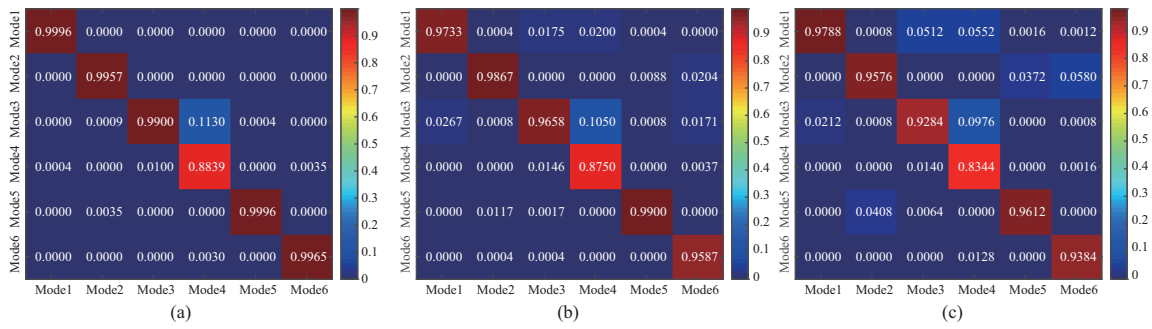 Mode1 0.9996 0.0000 0.0000 0.0000 0.0000 0.0000
Mode2 0.0000 0.9957 0.0000 0.0000 0.0000 0.0000
Mode3 0.0000 0.0009 0.9900 0.1130 0.0004 0.0000
Mode4 0.0004 0.0000 0.0100 0.8839 0.0000 0.0035
Mode5 0.0000 0.0035 0.0000 0.0000 0.9996 0.0000
Mode6 0.0000 0.0000 0.0000 0.0030 0.0000 0.9965
Mode1 Mode2 Mode3 Mode4 Mode5 Mode6
0.9
0.8
0.7
0.6
0.5
0.4
0.3
0.2
0.1
0
(a)
Mode1 0.9733 0.0004 0.0175 0.0200 0.0004 0.0000
Mode2 0.0000 0.9867 0.0000 0.0000 0.0088 0.0204
Mode3 0.0267 0.0008 0.9658 0.1050 0.0008 0.0171
Mode4 0.0000 0.0000 0.0146 0.8750 0.0000 0.0037
Mode5 0.0000 0.0117 0.0017 0.0000 0.9900 0.0000
Mode6 0.0000 0.0004 0.0004 0.0000 0.0000 0.9587
Mode1 Mode2 Mode3 Mode4 Mode5 Mode6
0.9
0.8
0.7
0.6
0.5
0.4
0.3
0.2
0.1
0
(b)
Mode1 0.9788 0.0008 0.0512 0.0552 0.0016 0.0012
Mode2 0.0000 0.9576 0.0000 0.0000 0.0372 0.0580
Mode3 0.0212 0.0008 0.9284 0.0976 0.0000 0.0008
Mode4 0.0000 0.0000 0.0140 0.8344 0.0000 0.0016
Mode5 0.0000 0.0408 0.0064 0.0000 0.9612 0.0000
Mode6 0.0000 0.0000 0.0000 0.0128 0.0000 0.9384
Mode1 Mode2 Mode3 Mode4 Mode5 Mode6
0.9
0.8
0.7
0.6
0.5
0.4
0.3
0.2
0.1
0
(c)